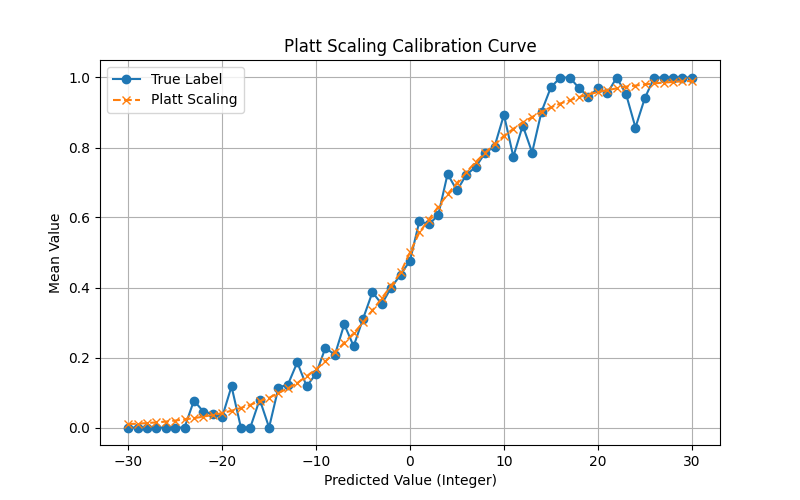 Platt Scaling Calibration Curve
True Label
Platt Scaling
Mean Value
1.0
0.8
0.6
0.4
0.2
0.0
−30 −20 −10 0 10 20 30
Predicted Value (Integer)